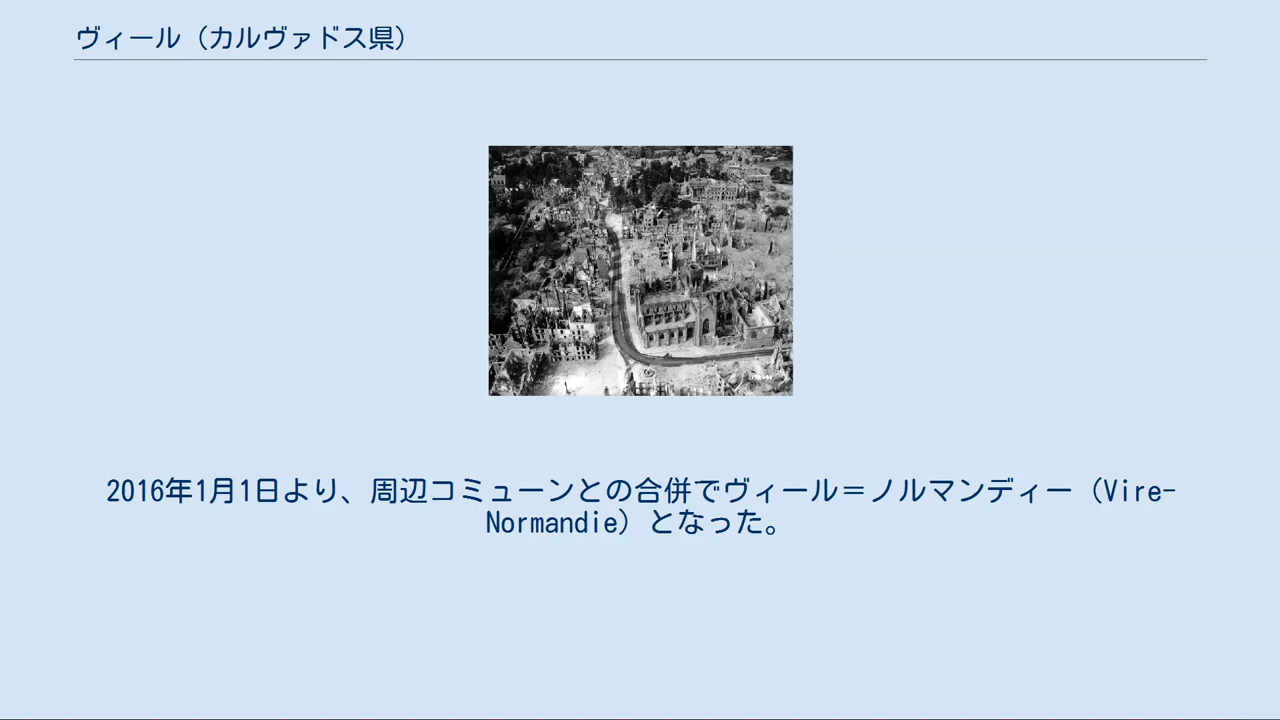 ヴィール（カルヴァドス県）
2016年1月1日より、周辺コミューンとの合併でヴィール＝ノルマンディー（Vire-
Normandie）となった。